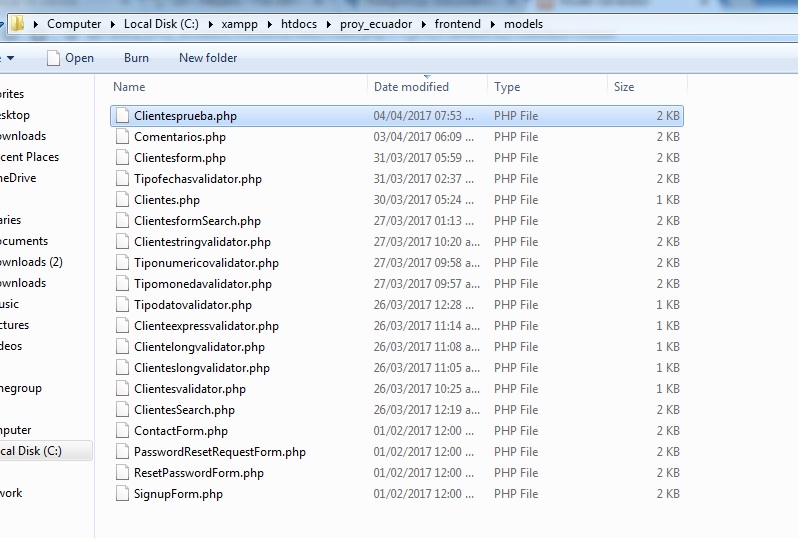 Computer Local Disk (C:) xampp htdocs proy_ecuador frontend models
Open Burn New folder
Name Date modified Type Size
Clientesprueba.php 04/04/2017 07:53 ... PHP File 2 KB
Comentarios.php 03/04/2017 06:09 ... PHP File 2 KB
Clientesform.php 31/03/2017 05:59 ... PHP File 2 KB
Tipofechasvalidator.php 31/03/2017 02:37 ... PHP File 2 KB
Clientes.php 30/03/2017 05:24 ... PHP File 1 KB
ClientesformSearch.php 27/03/2017 01:13 ... PHP File 2 KB
Clientestringvalidator.php 27/03/2017 10:20 a... PHP File 2 KB
Tiponumericovalidator.php 27/03/2017 09:58 a... PHP File 2 KB
Tipomonedavalidator.php 27/03/2017 09:57 a... PHP File 2 KB
Tipodatovalidator.php 26/03/2017 12:28 ... PHP File 1 KB
Clienteexpressvalidator.php 26/03/2017 11:14 a... PHP File 1 KB
Clientelongvalidator.php 26/03/2017 11:08 a... PHP File 1 KB
Clienteslongvalidator.php 26/03/2017 11:05 a... PHP File 1 KB
Clientesvalidator.php 26/03/2017 10:25 a... PHP File 2 KB
ClientesSearch.php 26/03/2017 12:19 a... PHP File 2 KB
ContactForm.php 01/02/2017 12:00 ... PHP File 2 KB
PasswordResetRequestForm.php 01/02/2017 12:00 ... PHP File 2 KB
ResetPasswordForm.php 01/02/2017 12:00 ... PHP File 2 KB
SignupForm.php 01/02/2017 12:00 ... PHP File 2 KB
orites
esktop
ownloads
cent Places
neDrive
aries
ocuments
ownloads (2)
ownloads
usic
ctures
deos
megroup
mputer
cal Disk (C:)
work